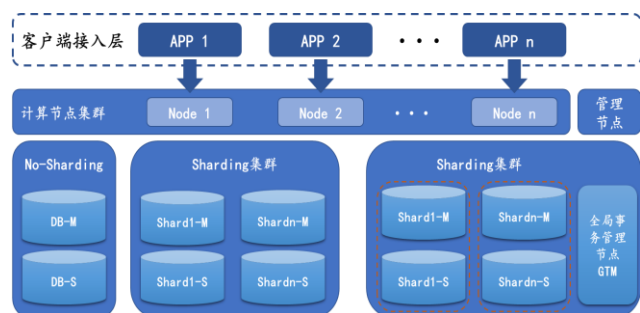 客户端接入层
APP 1
APP 2
· · ·
APP n
计算节点集群
Node 1
Node 2
· · ·
Node n
管理
节点
No-Sharding
DB-M
DB-S
Sharding集群
Shard1-M
Shardn-M
Shard1-S
Shardn-S
Sharding集群
Shard1-M
Shardn-M
Shard1-S
Shardn-S
全局事
务管理
节点
GTM